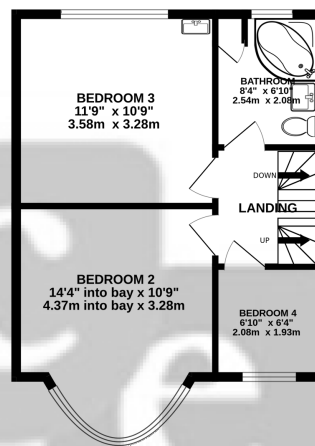 BEDROOM 3
11'9" x 10'9"
3.58m x 3.28m
BATHROOM
8'4" x 6'10"
2.54m x 2.08m
DOWN
LANDING
UP
BEDROOM 2
14'4" into bay x 10'9"
4.37m into bay x 3.28m
BEDROOM 4
6'10" x 6'4"
2.08m x 1.93m